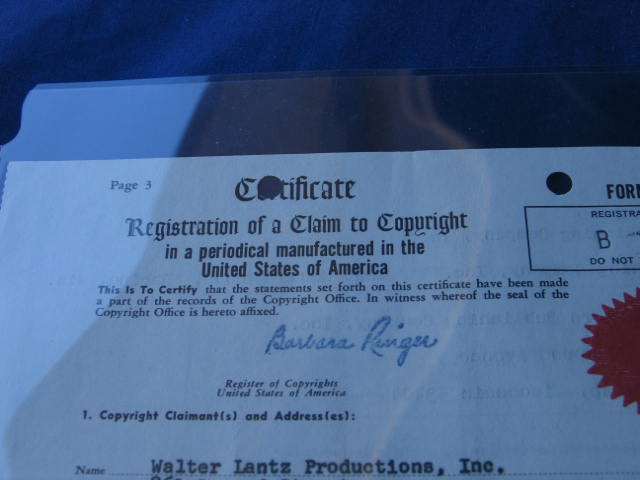 Page 3
Certificate
FORM
Registration of a Claim to Copyright
REGISTRA
in a periodical manufactured in the
B
United States of America
DO NOT
This Is To Certify that the statements set forth on this certificate have been made
a part of the records of the Copyright Office. In witness whereof the seal of the
Copyright Office is hereto affixed.
Barbara Ringer
Register of Copyrights
United States of America
1. Copyright Claimant(s) and Address(es):
Name Walter Lantz Productions, Inc.